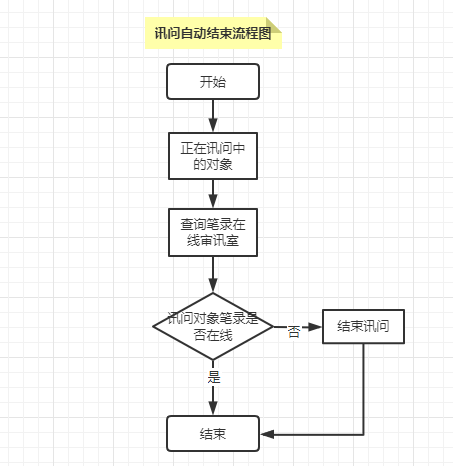 讯问自动结束流程图
开始
正在讯问中
的对象
查询笔录在
线审讯室
讯问对象笔录是
否在线
否
结束讯问
是
结束